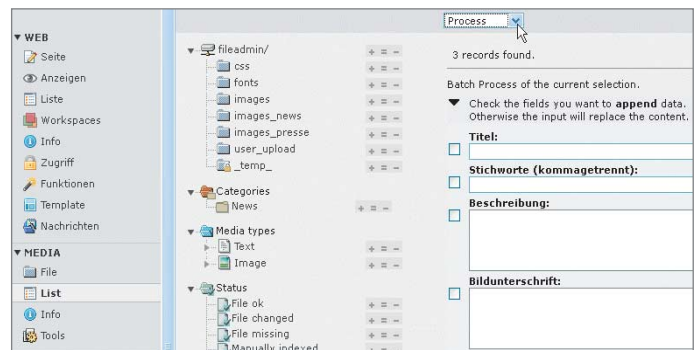 WEB
Seite
Anzeigen
Liste
Workspaces
Info
Zugriff
Funktionen
Template
Nachrichten
MEDIA
File
List
Info
Tools
fileadmin/ + = -
css + = -
fonts + = -
images + = -
images_news + = -
images_presse + = -
user_upload + = -
_temp_ + = -
Categories
News + = -
Media types
Text + = -
Image + = -
Status
File ok + = -
File changed + = -
File missing + = -
Manually indexed + = -
Process
3 records found.
Batch Process of the current selection.
Check the fields you want to append data.
Otherwise the input will replace the content.
Titel:
Stichworte (kommagetrennt):
Beschreibung:
Bildunterschrift: